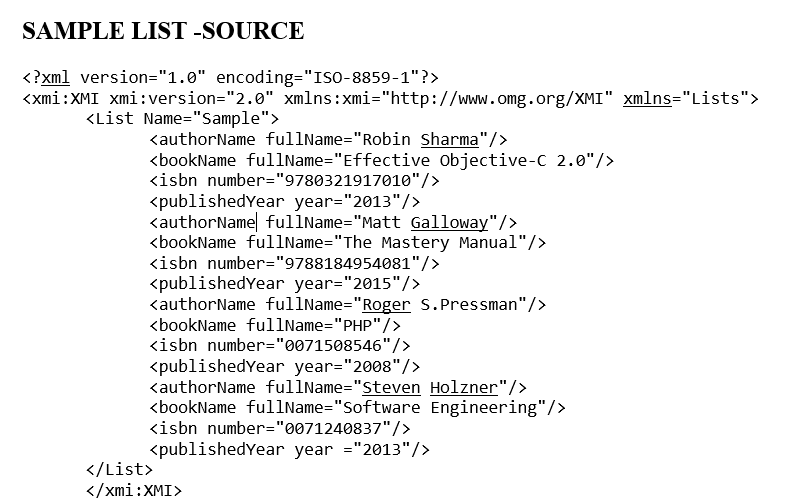 SAMPLE LIST -SOURCE
<?xml version="1.0" encoding="ISO-8859-1"?>
<xmi:XMI xmi:version="2.0" xmlns:xmi="http://www.omg.org/XMI" xmlns="Lists">
<List Name="Sample">
<authorName fullName="Robin Sharma"/>
<bookName fullName="Effective Objective-C 2.0"/>
<isbn number="9780321917010"/>
<publishedYear year="2013"/>
<authorName fullName="Matt Galloway"/>
<bookName fullName="The Mastery Manual"/>
<isbn number="9788184954081"/>
<publishedYear year="2015"/>
<authorName fullName="Roger S.Pressman"/>
<bookName fullName="PHP"/>
<isbn number="0071508546"/>
<publishedYear year="2008"/>
<authorName fullName="Steven Holzner"/>
<bookName fullName="Software Engineering"/>
<isbn number="0071240837"/>
<publishedYear year ="2013"/>
</List>
</xmi:XMI>